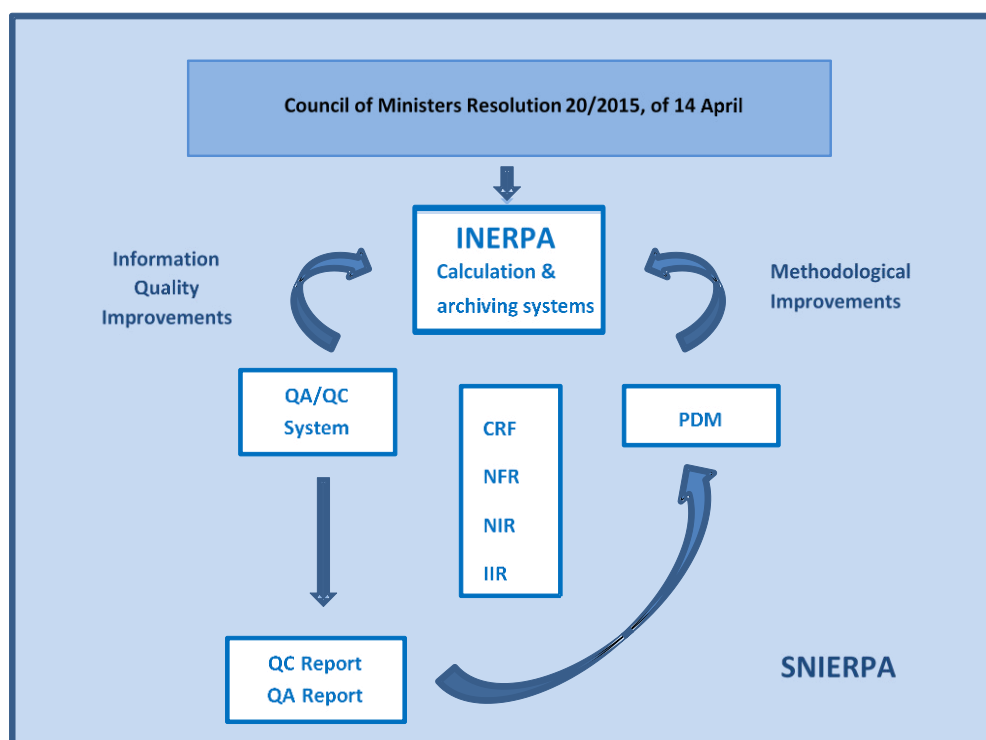 Council of Ministers Resolution 20/2015, of 14 April
INERPA
Calculation &
archiving systems
Information
Quality
Improvements
Methodological
Improvements
QA/QC
System
CRF
NFR
NIR
IIR
PDM
QC Report
QA Report
SNIERPA